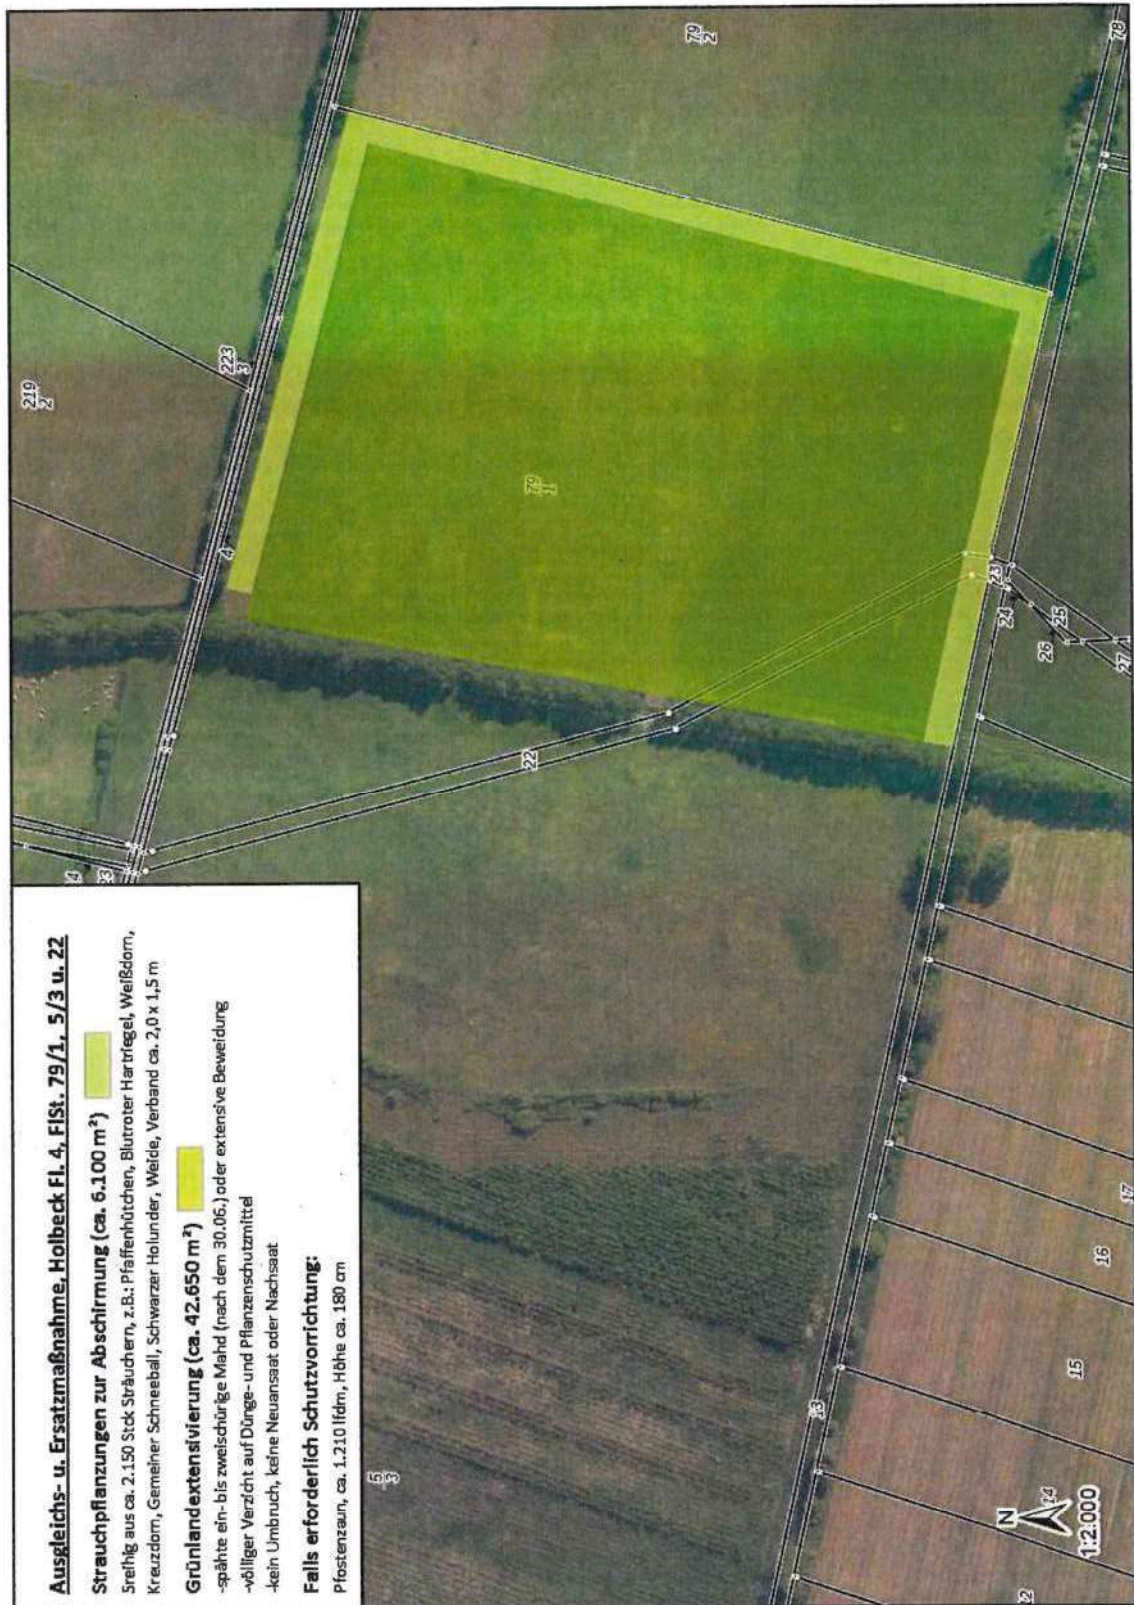 Ausgleichs- u. Ersatzmaßnahme, Holbeck Fl. 4, FlSt. 79/1, 5/3 u. 22
Strauchpflanzungen zur Abschirmung (ca. 6.100 m²)
5reihig aus ca. 2.150 Stck Sträuchern, z.B.: Pfaffenhütchen, Blutroter Hartriegel, Weißdorn,
Kreuzdorn, Gemeiner Schneeball, Schwarzer Holunder, Weide, Verband ca. 2,0 x 1,5 m
Grünlandextensivierung (ca. 42.650 m²)
-spähte ein- bis zweischürige Mahd (nach dem 30.06.) oder extensive Beweidung
-völliger Verzicht auf Dünge- und Pflanzenschutzmittel
-kein Umbruch, keine Neuansaat oder Nachsaat
Falls erforderlich Schutzvorrichtung:
Pfostenzaun, ca. 1.210 lfdm, Höhe ca. 180 cm
219
2
79
2
223
3
4
79
1
22
23
24
25
26
27
78
5
3
13
14
15
16
17
N
1:2.000